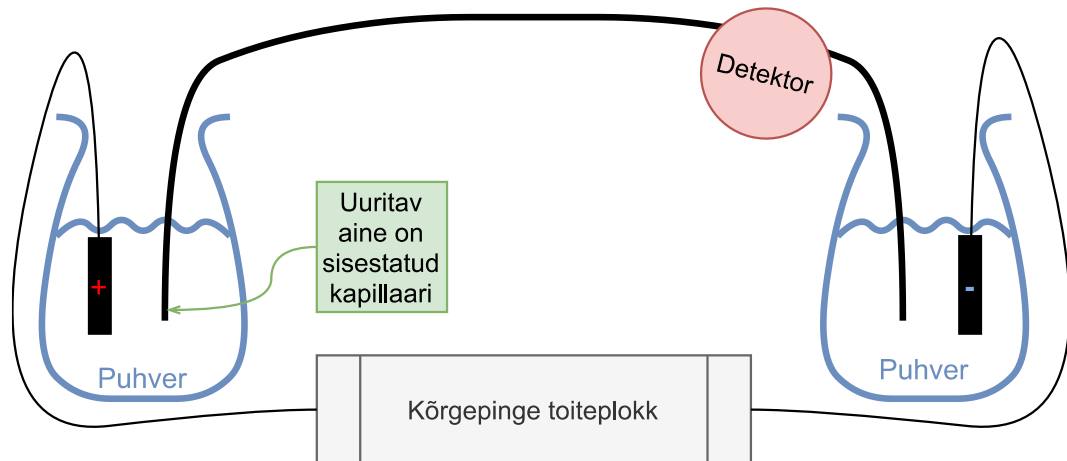 Detektor
Uuritav
aine on
sisestatud
kapillaari
+
-
Puhver
Puhver
Kõrgepinge toiteplokk